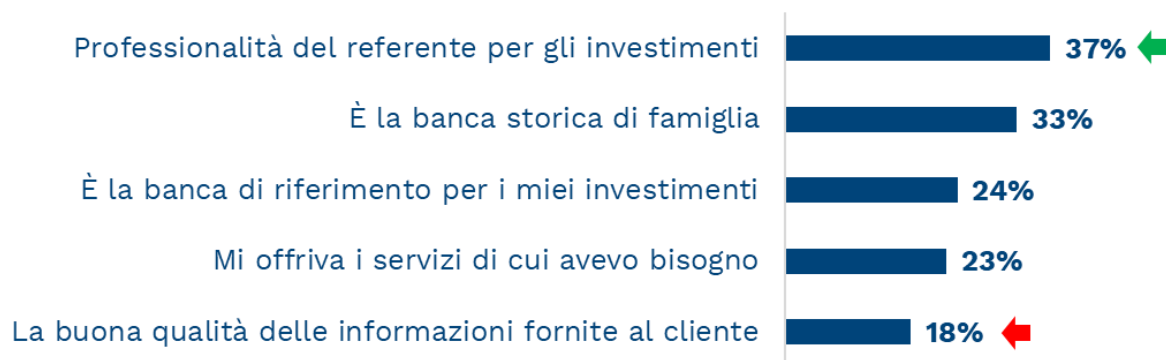 Professionalità del referente per gli investimenti 37%
È la banca storica di famiglia 33%
È la banca di riferimento per i miei investimenti 24%
Mi offriva i servizi di cui avevo bisogno 23%
La buona qualità delle informazioni fornite al cliente 18%